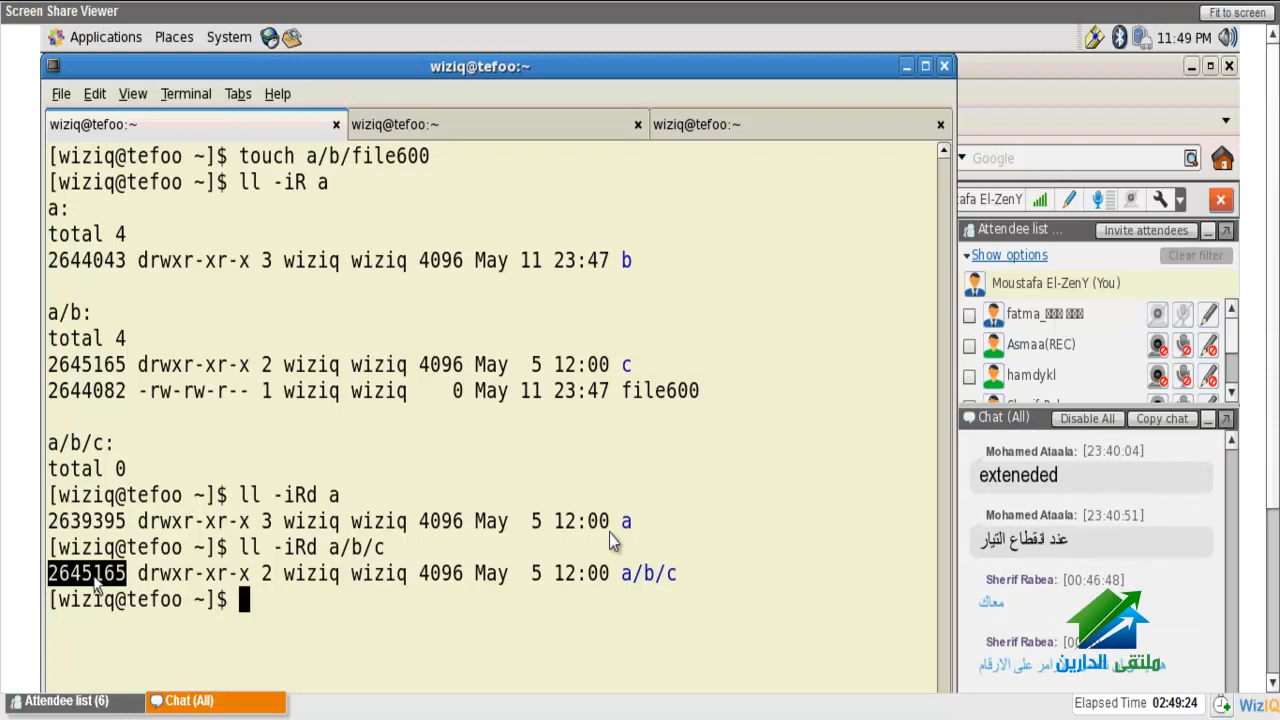 Screen Share Viewer
Fit to screen
Applications Places System
11:49 PM
wiziq@tefoo:~
File Edit View Terminal Tabs Help
wiziq@tefoo:~ wiziq@tefoo:~ wiziq@tefoo:~
[wiziq@tefoo ~]$ touch a/b/file600
[wiziq@tefoo ~]$ ll -iR a
a:
total 4
2644043 drwxr-xr-x 3 wiziq wiziq 4096 May 11 23:47 b
a/b:
total 4
2645165 drwxr-xr-x 2 wiziq wiziq 4096 May 5 12:00 c
2644082 -rw-rw-r-- 1 wiziq wiziq 0 May 11 23:47 file600
a/b/c:
total 0
[wiziq@tefoo ~]$ ll -iRd a
2639395 drwxr-xr-x 3 wiziq wiziq 4096 May 5 12:00 a
[wiziq@tefoo ~]$ ll -iRd a/b/c
2645165 drwxr-xr-x 2 wiziq wiziq 4096 May 5 12:00 a/b/c
[wiziq@tefoo ~]$
Google
afa El-ZenY
Attendee list ... Invite attendees
Show options Clear filter
Moustafa El-ZenY (You)
fatma_
Asmaa(REC)
hamdykl
Chat (All) Disable All Copy chat
Mohamed Ataala: [23:40:04]
exteneded
Mohamed Ataala: [23:40:51]
عند انقطاع التيار
Sherif Rabea: [00:46:48]
معاك
Sherif Rabea:
امر على الارقام
ملتقى الدارين
Attendee list (6) Chat (All)
Elapsed Time 02:49:24
WizIQ